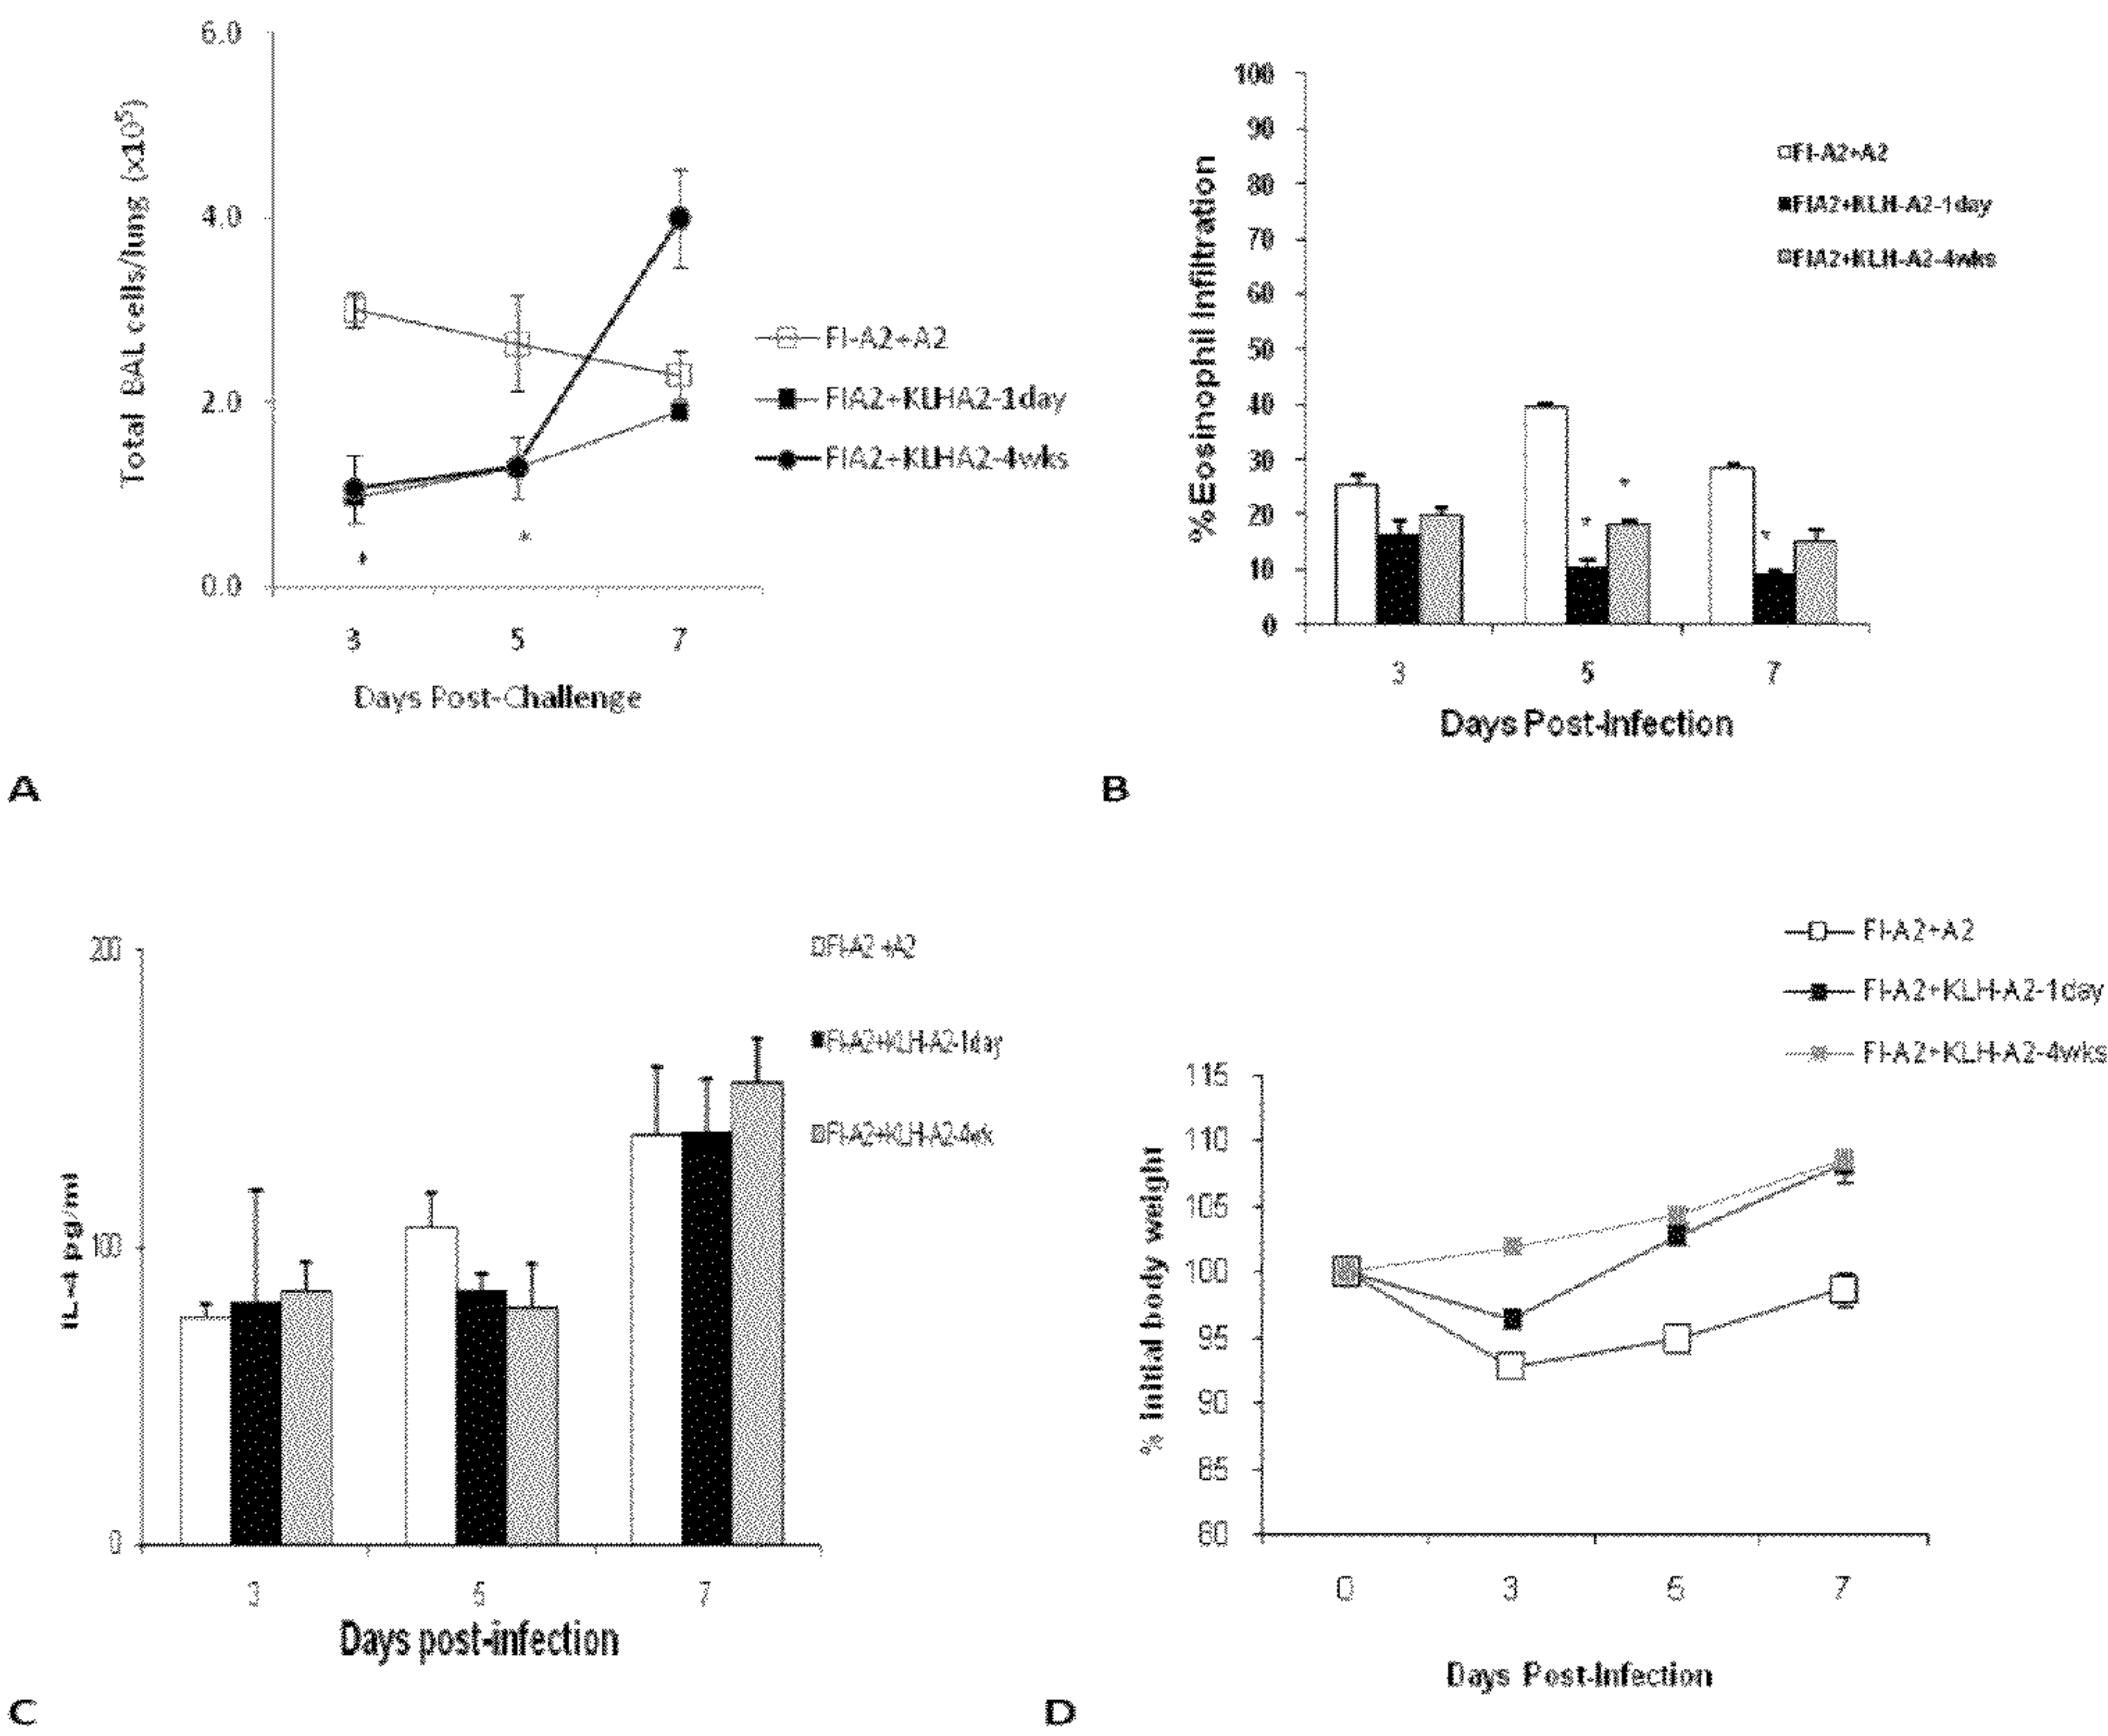 6.0
4.0
2.0
0.0
Total BAL cells/lung (x10⁵)
3 5 7
Days Post-Challenge
FI-A2+A2
FIA2+KLHA2-1day
FIA2+KLHA2-4wks
*
*
A
100
90
80
70
60
50
40
30
20
10
0
%Eosinophil Infiltration
FI-A2+A2
FIA2+KLH-A2-1day
FIA2+KLH-A2-4wks
*
*
*
3 5 7
Days Post-Infection
B
200
100
0
IL-4 pg/ml
FI-A2 +A2
FI-A2+KLH-A2-1day
FI-A2+KLH-A2-4wk
3 5 7
Days post-infection
C
FI-A2+A2
FI-A2+KLH-A2-1day
FI-A2+KLH-A2-4wks
115
110
105
100
95
90
85
80
% Initial body weight
0 3 5 7
Days Post-Infection
D